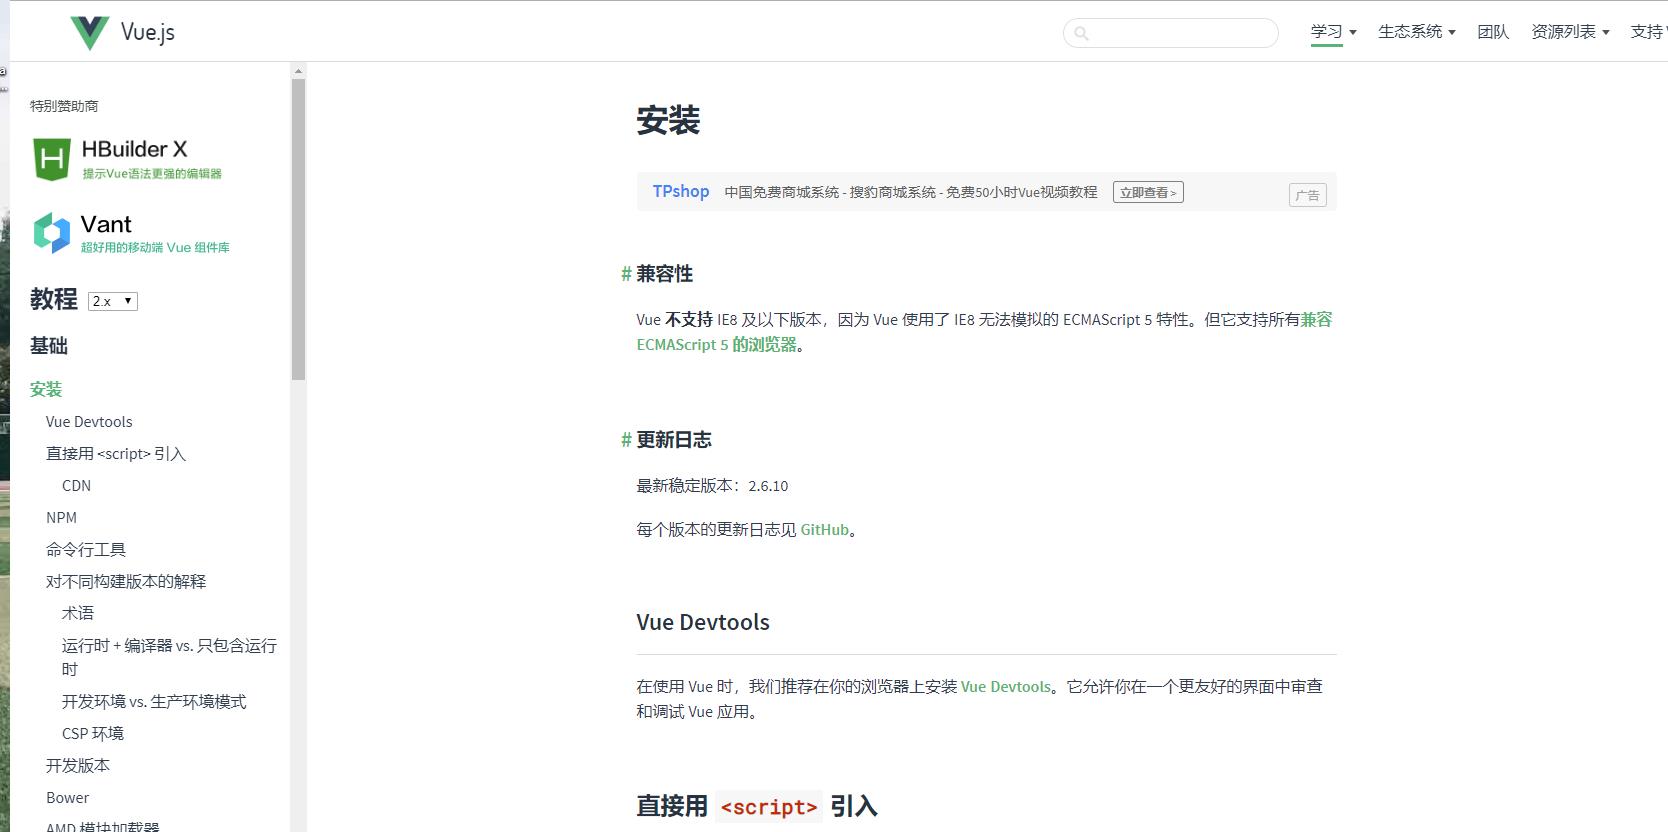 Vue.js
学习
生态系统
团队
资源列表
支持
特别赞助商
HBuilder X
提示Vue语法更强的编辑器
Vant
超好用的移动端 Vue 组件库
教程 2.x
基础
安装
Vue Devtools
直接用 <script> 引入
CDN
NPM
命令行工具
对不同构建版本的解释
术语
运行时 + 编译器 vs. 只包含运行
时
开发环境 vs. 生产环境模式
CSP 环境
开发版本
Bower
AMD 模块加载器
安装
TPshop 中国免费商城系统 - 搜豹商城系统 - 免费50小时Vue视频教程 立即查看 >
广告
# 兼容性
Vue 不支持 IE8 及以下版本，因为 Vue 使用了 IE8 无法模拟的 ECMAScript 5 特性。但它支持所有兼容
ECMAScript 5 的浏览器。
# 更新日志
最新稳定版本：2.6.10
每个版本的更新日志见 GitHub。
Vue Devtools
在使用 Vue 时，我们推荐在你的浏览器上安装 Vue Devtools。它允许你在一个更友好的界面中审查
和调试 Vue 应用。
直接用 <script> 引入